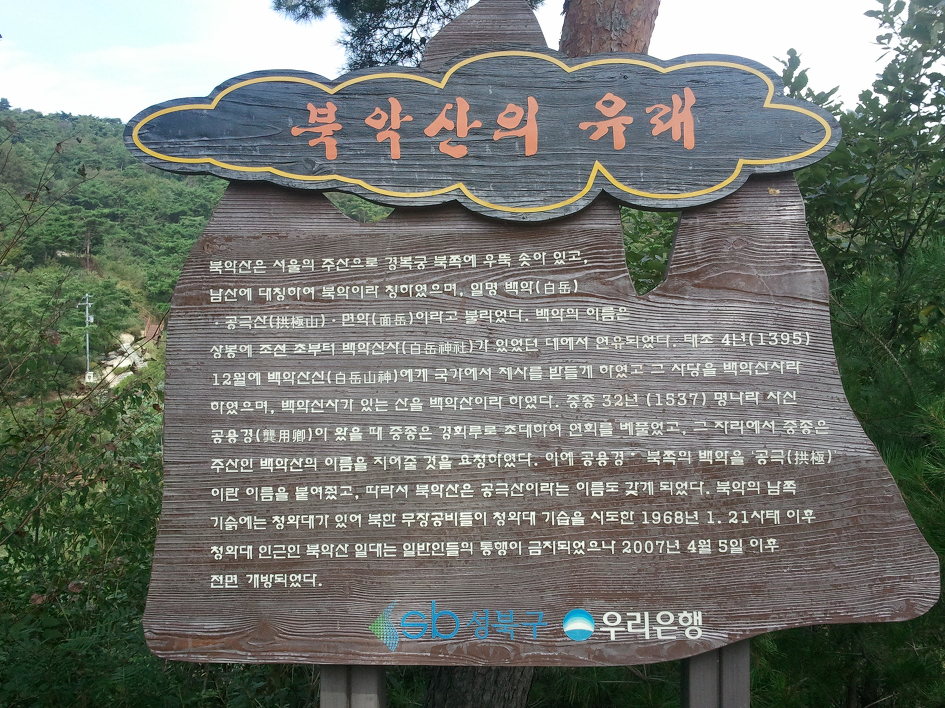 북악산의 유래
북악산은 서울의 주산으로 경복궁 북쪽에 우뚝 솟아 있고,
남산에 대칭하여 북악이라 칭하였으며, 일명 백악(白岳)
·공극산(拱極山)·면악(面岳)이라고 불리었다. 백악의 이름은
상봉에 조선 초부터 백악신사(白岳神社)가 있었던 데에서 연유되었다. 태조 4년(1395)
12월에 백악산신(白岳山神)에게 국가에서 제사를 받들게 하였고 그 사당을 백악신사라
하였으며, 백악신사가 있는 산을 백악산이라 하였다. 중종 32년 (1537) 명나라 사신
공용경(龔用卿)이 왔을 때 중종은 경회루로 초대하여 연회를 베풀었고, 그 자리에서 중종은
주산인 백악산의 이름을 지어줄 것을 요청하였다. 이에 공용경은 북쪽의 백악을 '공극(拱極)'
이란 이름을 붙여줬고, 따라서 북악산은 공극산이라는 이름도 갖게 되었다. 북악의 남쪽
기슭에는 청와대가 있어 북한 무장공비들이 청와대 기습을 시도한 1968년 1. 21사태 이후
청와대 인근인 북악산 일대는 일반인들의 통행이 금지되었으나 2007년 4월 5일 이후
전면 개방되었다.
sb 성북구 우리은행